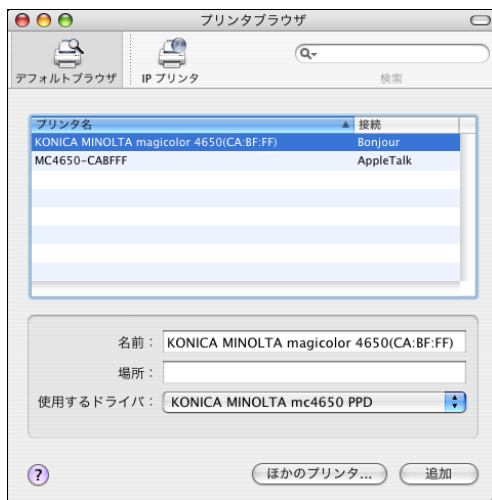 プリンタブラウザ
デフォルトブラウザ IP プリンタ 検索
プリンタ名 接続
KONICA MINOLTA magicolor 4650(CA:BF:FF) Bonjour
MC4650-CABFFF AppleTalk
名前： KONICA MINOLTA magicolor 4650(CA:BF:FF)
場所：
使用するドライバ： KONICA MINOLTA mc4650 PPD
? ほかのプリンタ... 追加